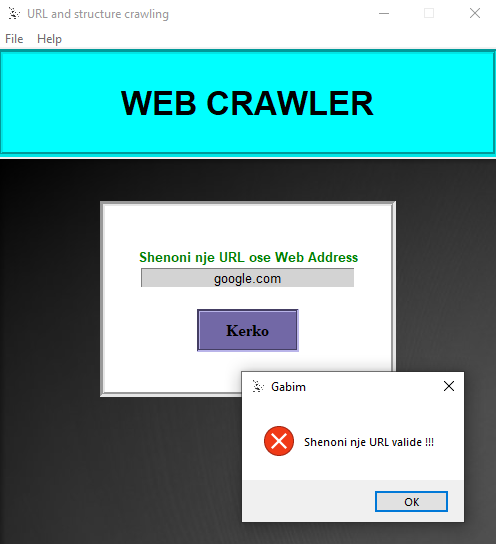 URL and structure crawling
File Help
WEB CRAWLER
Shenoni nje URL ose Web Address
google.com
Kerko
Gabim
Shenoni nje URL valide !!!
OK